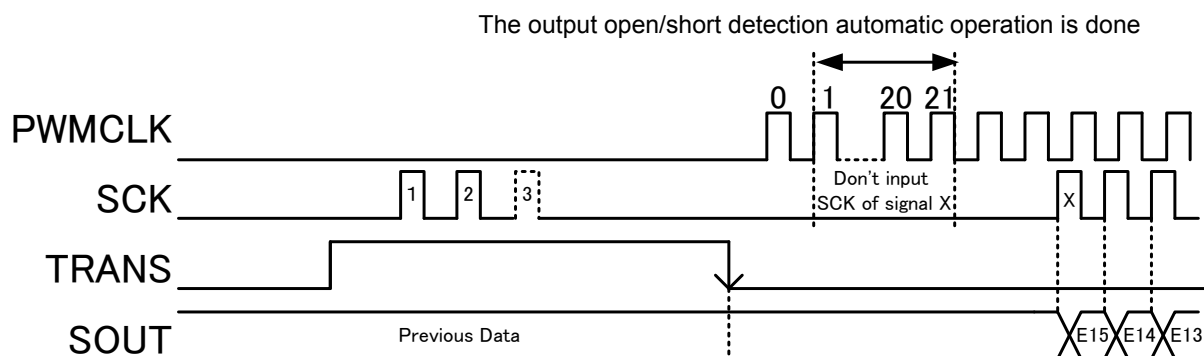 The output open/short detection automatic operation is done
0 1 20 21
PWMCLK
Don't input
SCK of signal X
SCK
1 2 3 X
TRANS
SOUT
Previous Data
E15 E14 E13